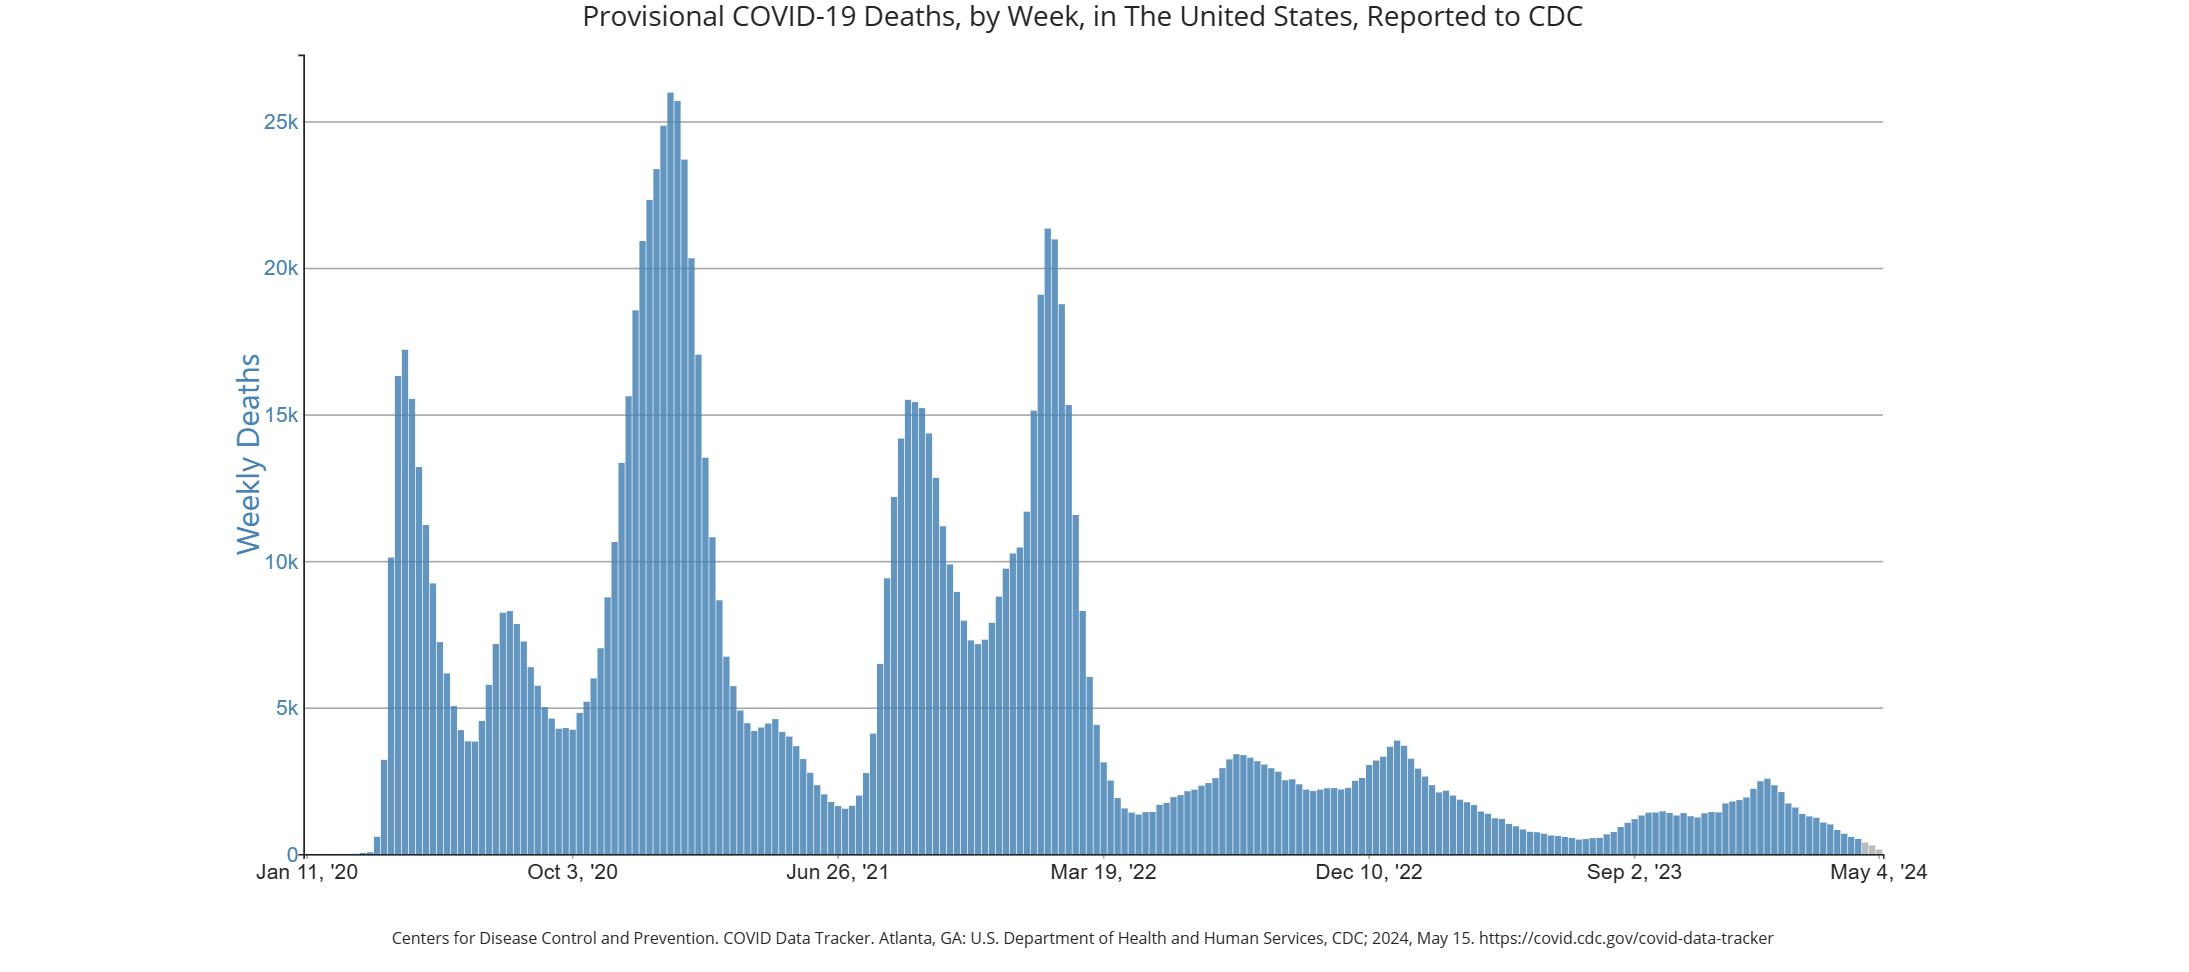 Provisional COVID-19 Deaths, by Week, in The United States, Reported to CDC
Weekly Deaths
25k
20k
15k
10k
5k
0
Jan 11, '20
Oct 3, '20
Jun 26, '21
Mar 19, '22
Dec 10, '22
Sep 2, '23
May 4, '24
Centers for Disease Control and Prevention. COVID Data Tracker. Atlanta, GA: U.S. Department of Health and Human Services, CDC; 2024, May 15. https://covid.cdc.gov/covid-data-tracker